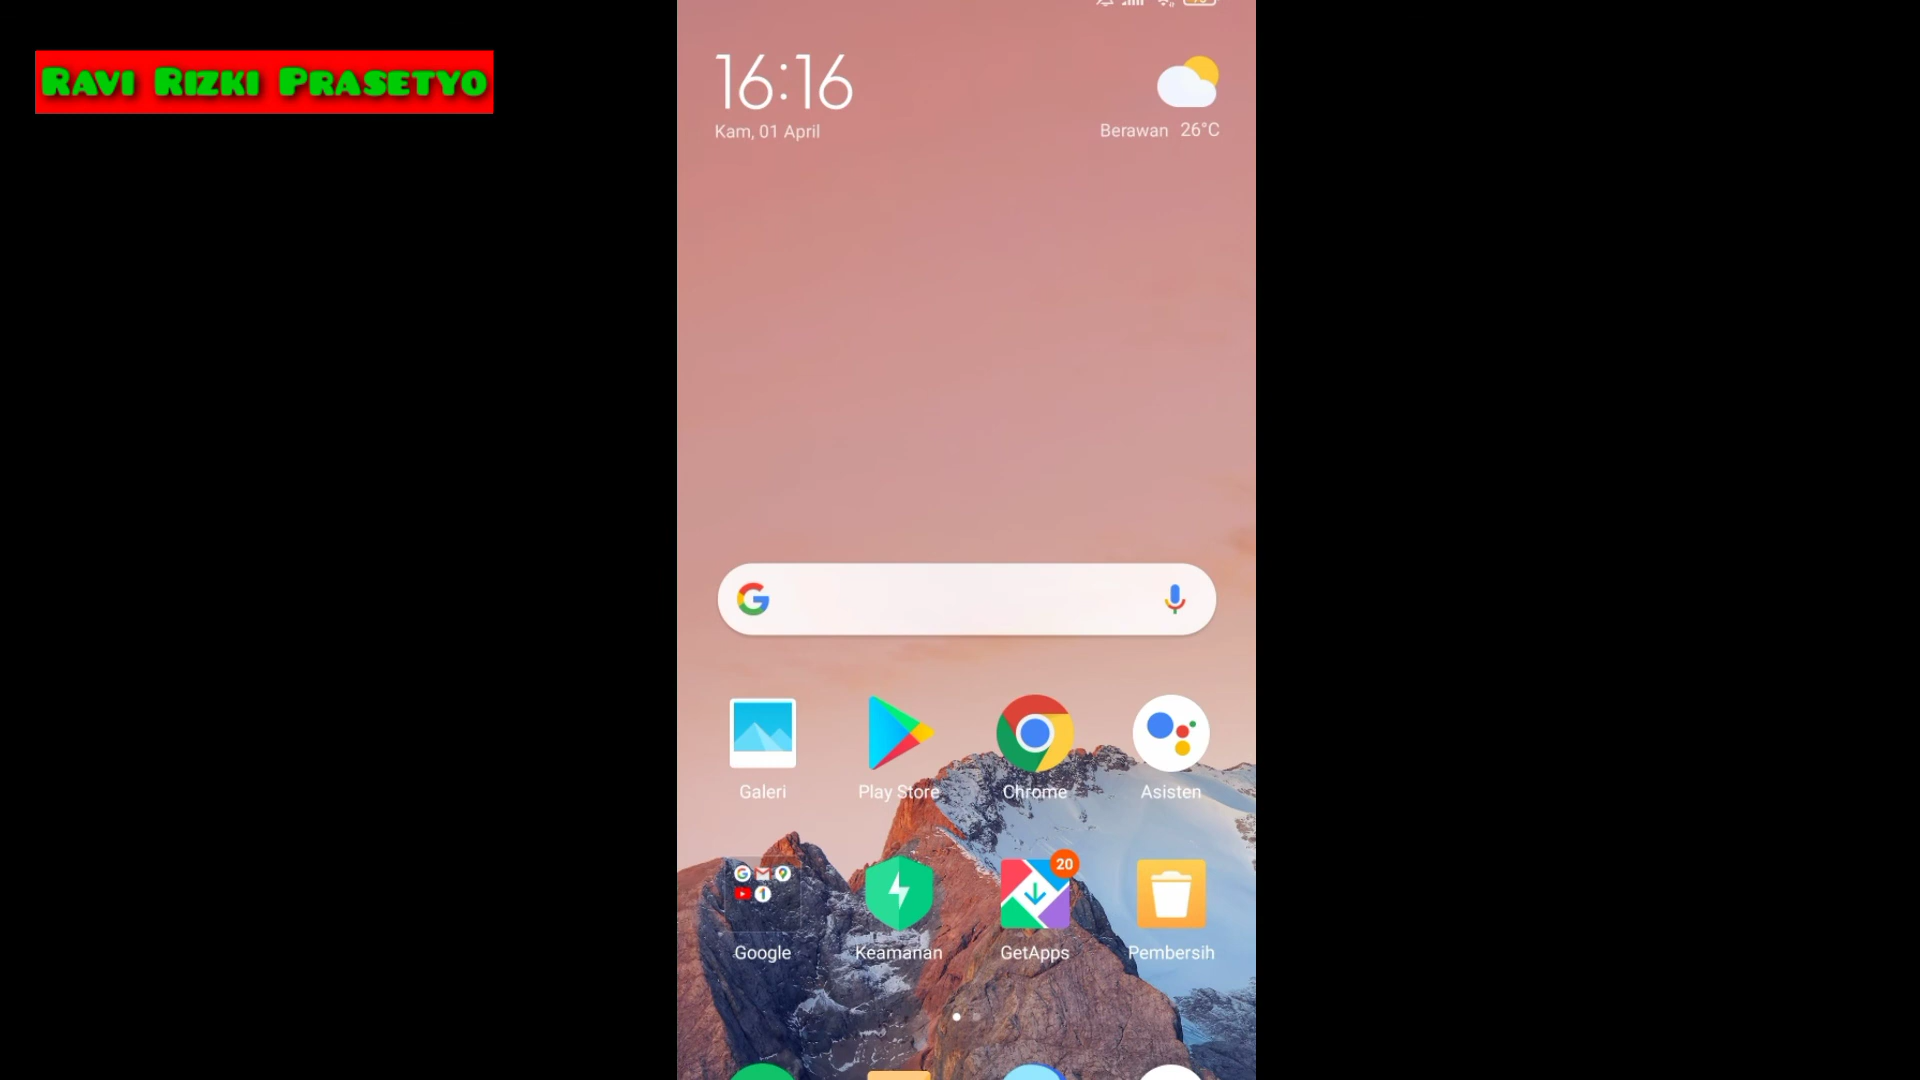 Ravi Rizki Prasetyo
16:16
Kam, 01 April
Berawan 26°C
Galeri
Play Store
Chrome
Asisten
20
Google
Keamanan
GetApps
Pembersih